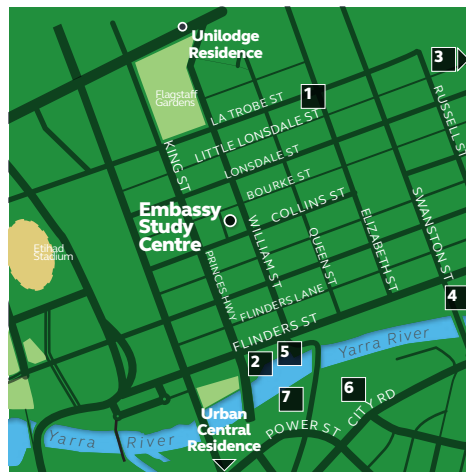 Unilodge
Residence
3
Flagstaff
Gardens
1
LA TROBE ST
RUSSELL ST
LITTLE LONSDALE ST
KING ST
LONSDALE ST
BOURKE ST
COLLINS ST
SWANSTON ST
Embassy
Study
Centre
WILLIAM ST
QUEEN ST
ELIZABETH ST
Etihad
Stadium
PRINCES HWY
FLINDERS LANE
4
FLINDERS ST
2
5
Yarra River
7
6
CITY RD
POWER ST
Urban
Central
Residence
Yarra River